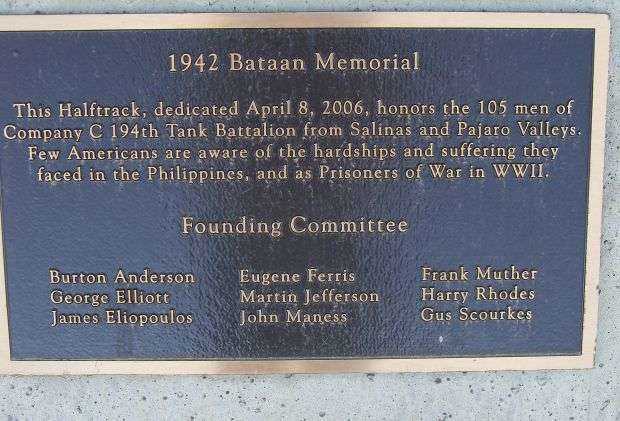 1942 Bataan Memorial
This Halftrack, dedicated April 8, 2006, honors the 105 men of
Company C 194th Tank Battalion from Salinas and Pajaro Valleys.
Few Americans are aware of the hardships and suffering they
faced in the Philippines, and as Prisoners of War in WWII.
Founding Committee
Burton Anderson Eugene Ferris Frank Muther
George Elliott Martin Jefferson Harry Rhodes
James Eliopoulos John Maness Gus Scourkes